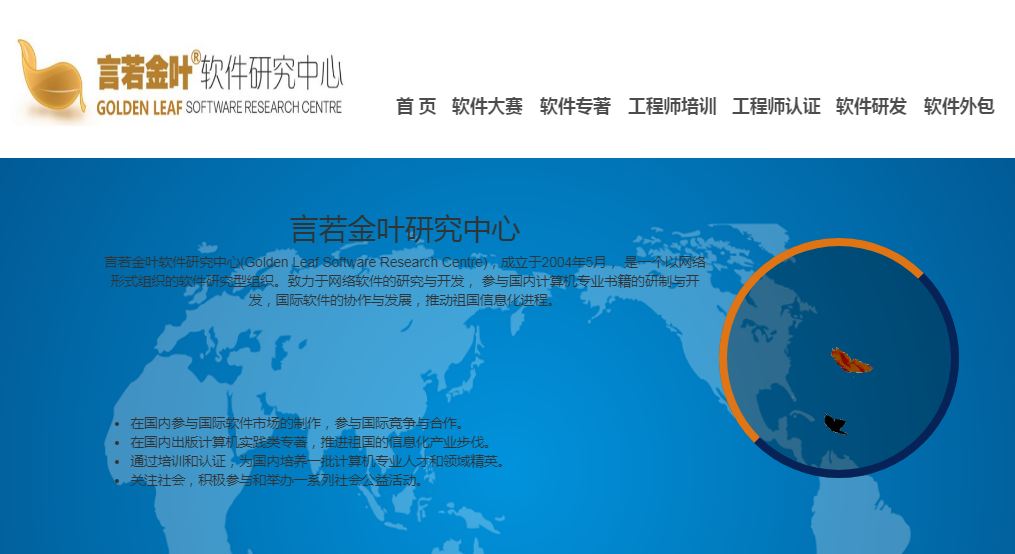 言若金叶®软件研究中心
GOLDEN LEAF SOFTWARE RESEARCH CENTRE
首 页 软件大赛 软件专著 工程师培训 工程师认证 软件研发 软件外包
言若金叶研究中心
言若金叶软件研究中心(Golden Leaf Software Research Centre)，成立于2004年5月， 是一个以网络
形式组织的软件研究型组织。致力于网络软件的研究与开发， 参与国内计算机专业书籍的研制与开
发，国际软件的协作与发展，推动祖国信息化进程。
• 在国内参与国际软件市场的制作，参与国际竞争与合作。
• 在国内出版计算机实践类专著，推进祖国的信息化产业步伐。
• 通过培训和认证，为国内培养一批计算机专业人才和领域精英。
• 关注社会，积极参与和举办一系列社会公益活动。